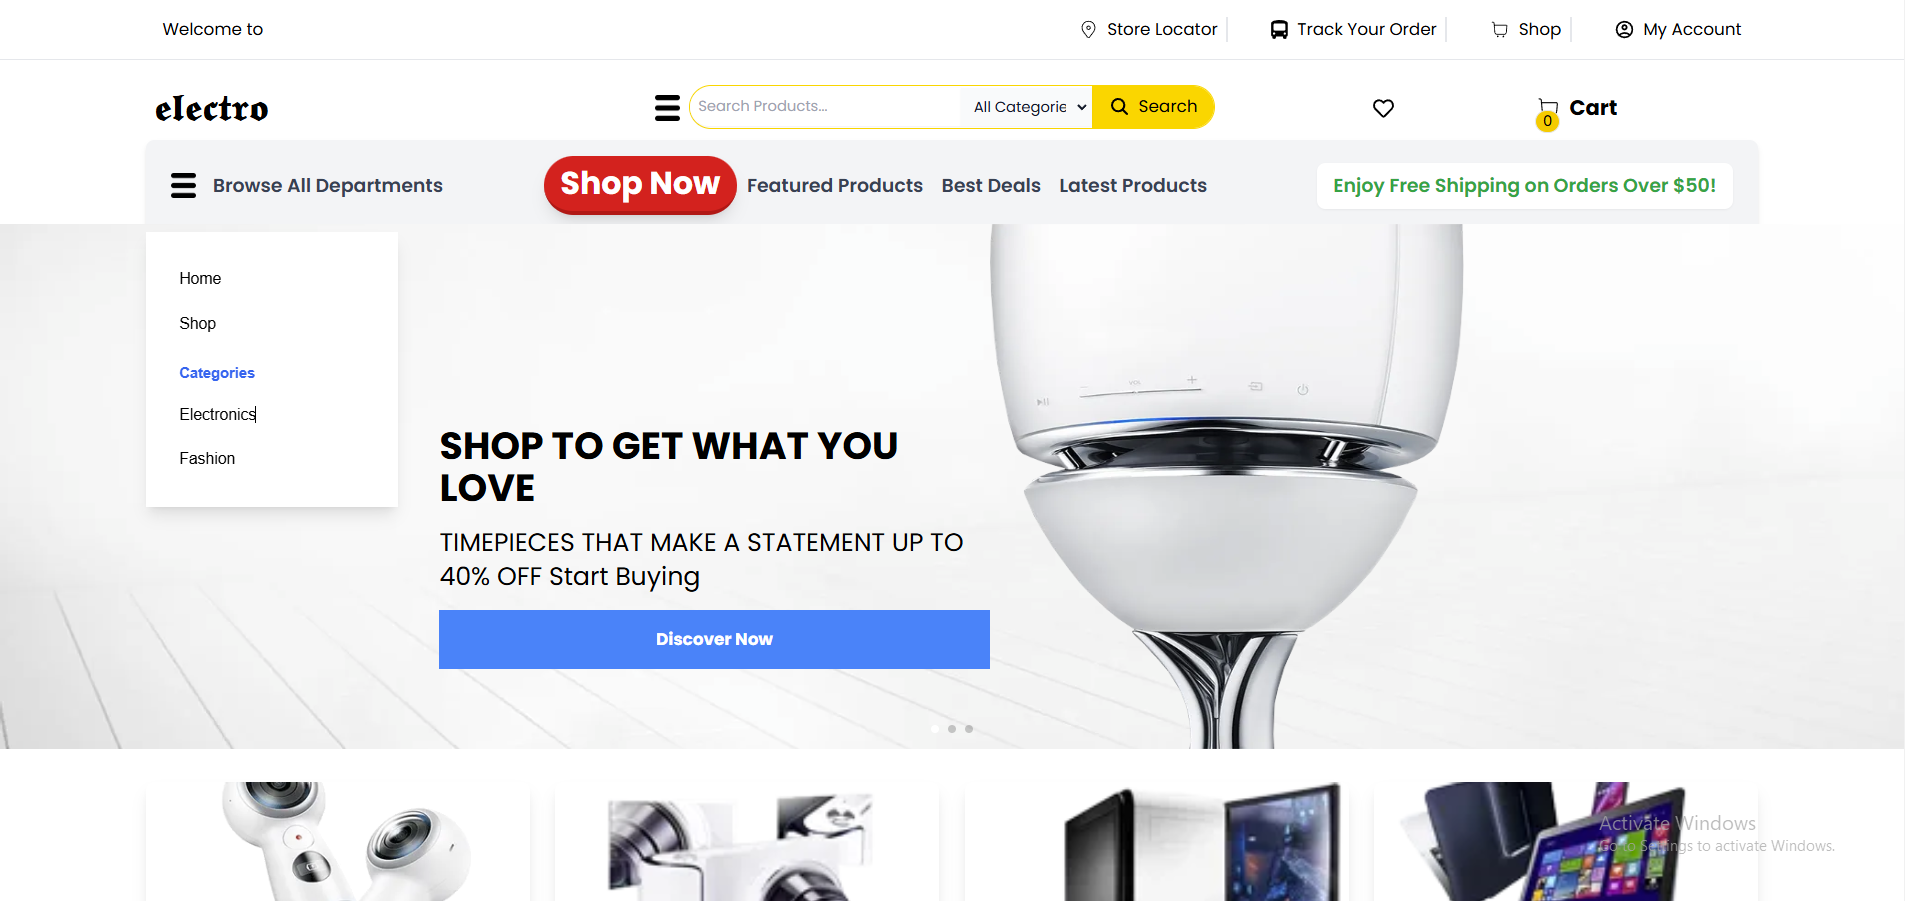 Welcome to
Store Locator
Track Your Order
Shop
My Account
electro
Search Products...
All Categorie
Search
0
Cart
Browse All Departments
Shop Now
Featured Products
Best Deals
Latest Products
Enjoy Free Shipping on Orders Over $50!
Home
Shop
Categories
Electronics
Fashion
SHOP TO GET WHAT YOU
LOVE
TIMEPIECES THAT MAKE A STATEMENT UP TO
40% OFF Start Buying
Discover Now
VOL
Activate Windows
Go to Settings to activate Windows.